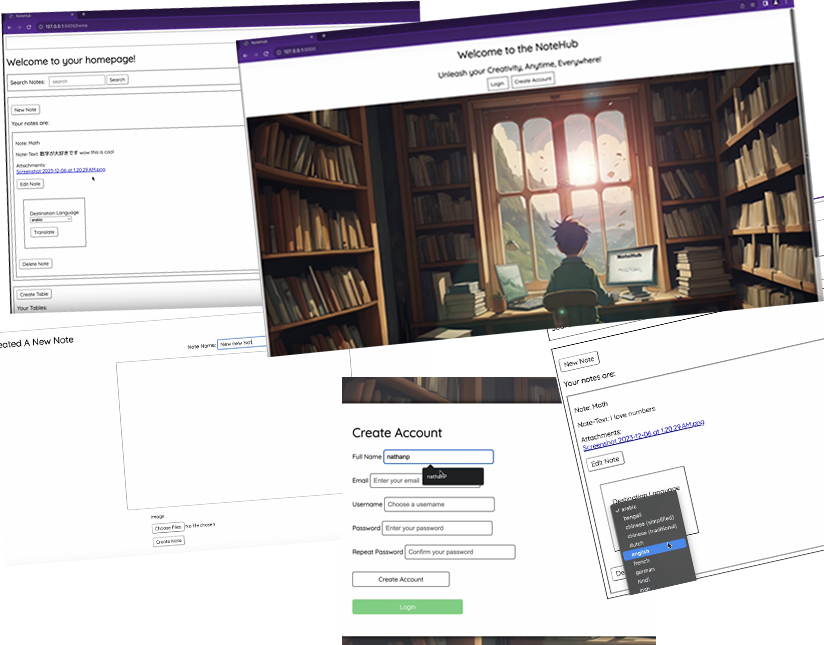 NoteHub
127.0.0.1:5000/home
Welcome to your homepage!
Search Notes: search Search
New Note
Your notes are:
Note: Math
Note-Text: 数学が大好きです wow this is cool
Attachments:
Screenshot 2023-12-06 at 1.20.29 AM.png
Edit Note
Destination Language
arabic
Translate
Delete Note
Create Table
Your Tables:
NoteHub
127.0.0.1:5000
Welcome to the NoteHub
Unleash your Creativity, Anytime, Everywhere!
Login Create Account
NoteHub
eated A New Note
Note Name: New new Not
Image
Choose Files No file chosen
Create Note
Create Account
Full Name nathanp
nathanP
Email Enter your email
Username Choose a username
Password Enter your password
Repeat Password Confirm your password
Create Account
Login
New Note
Your notes are:
Note: Math
Note-Text: i love numbers
Attachments:
Screenshot 2023-12-06 at 1.20.29 AM.png
Edit Note
Destination Language
✓ arabic
bengali
chinese (simplified)
chinese (traditional)
dutch
english
french
german
hindi
irish
De